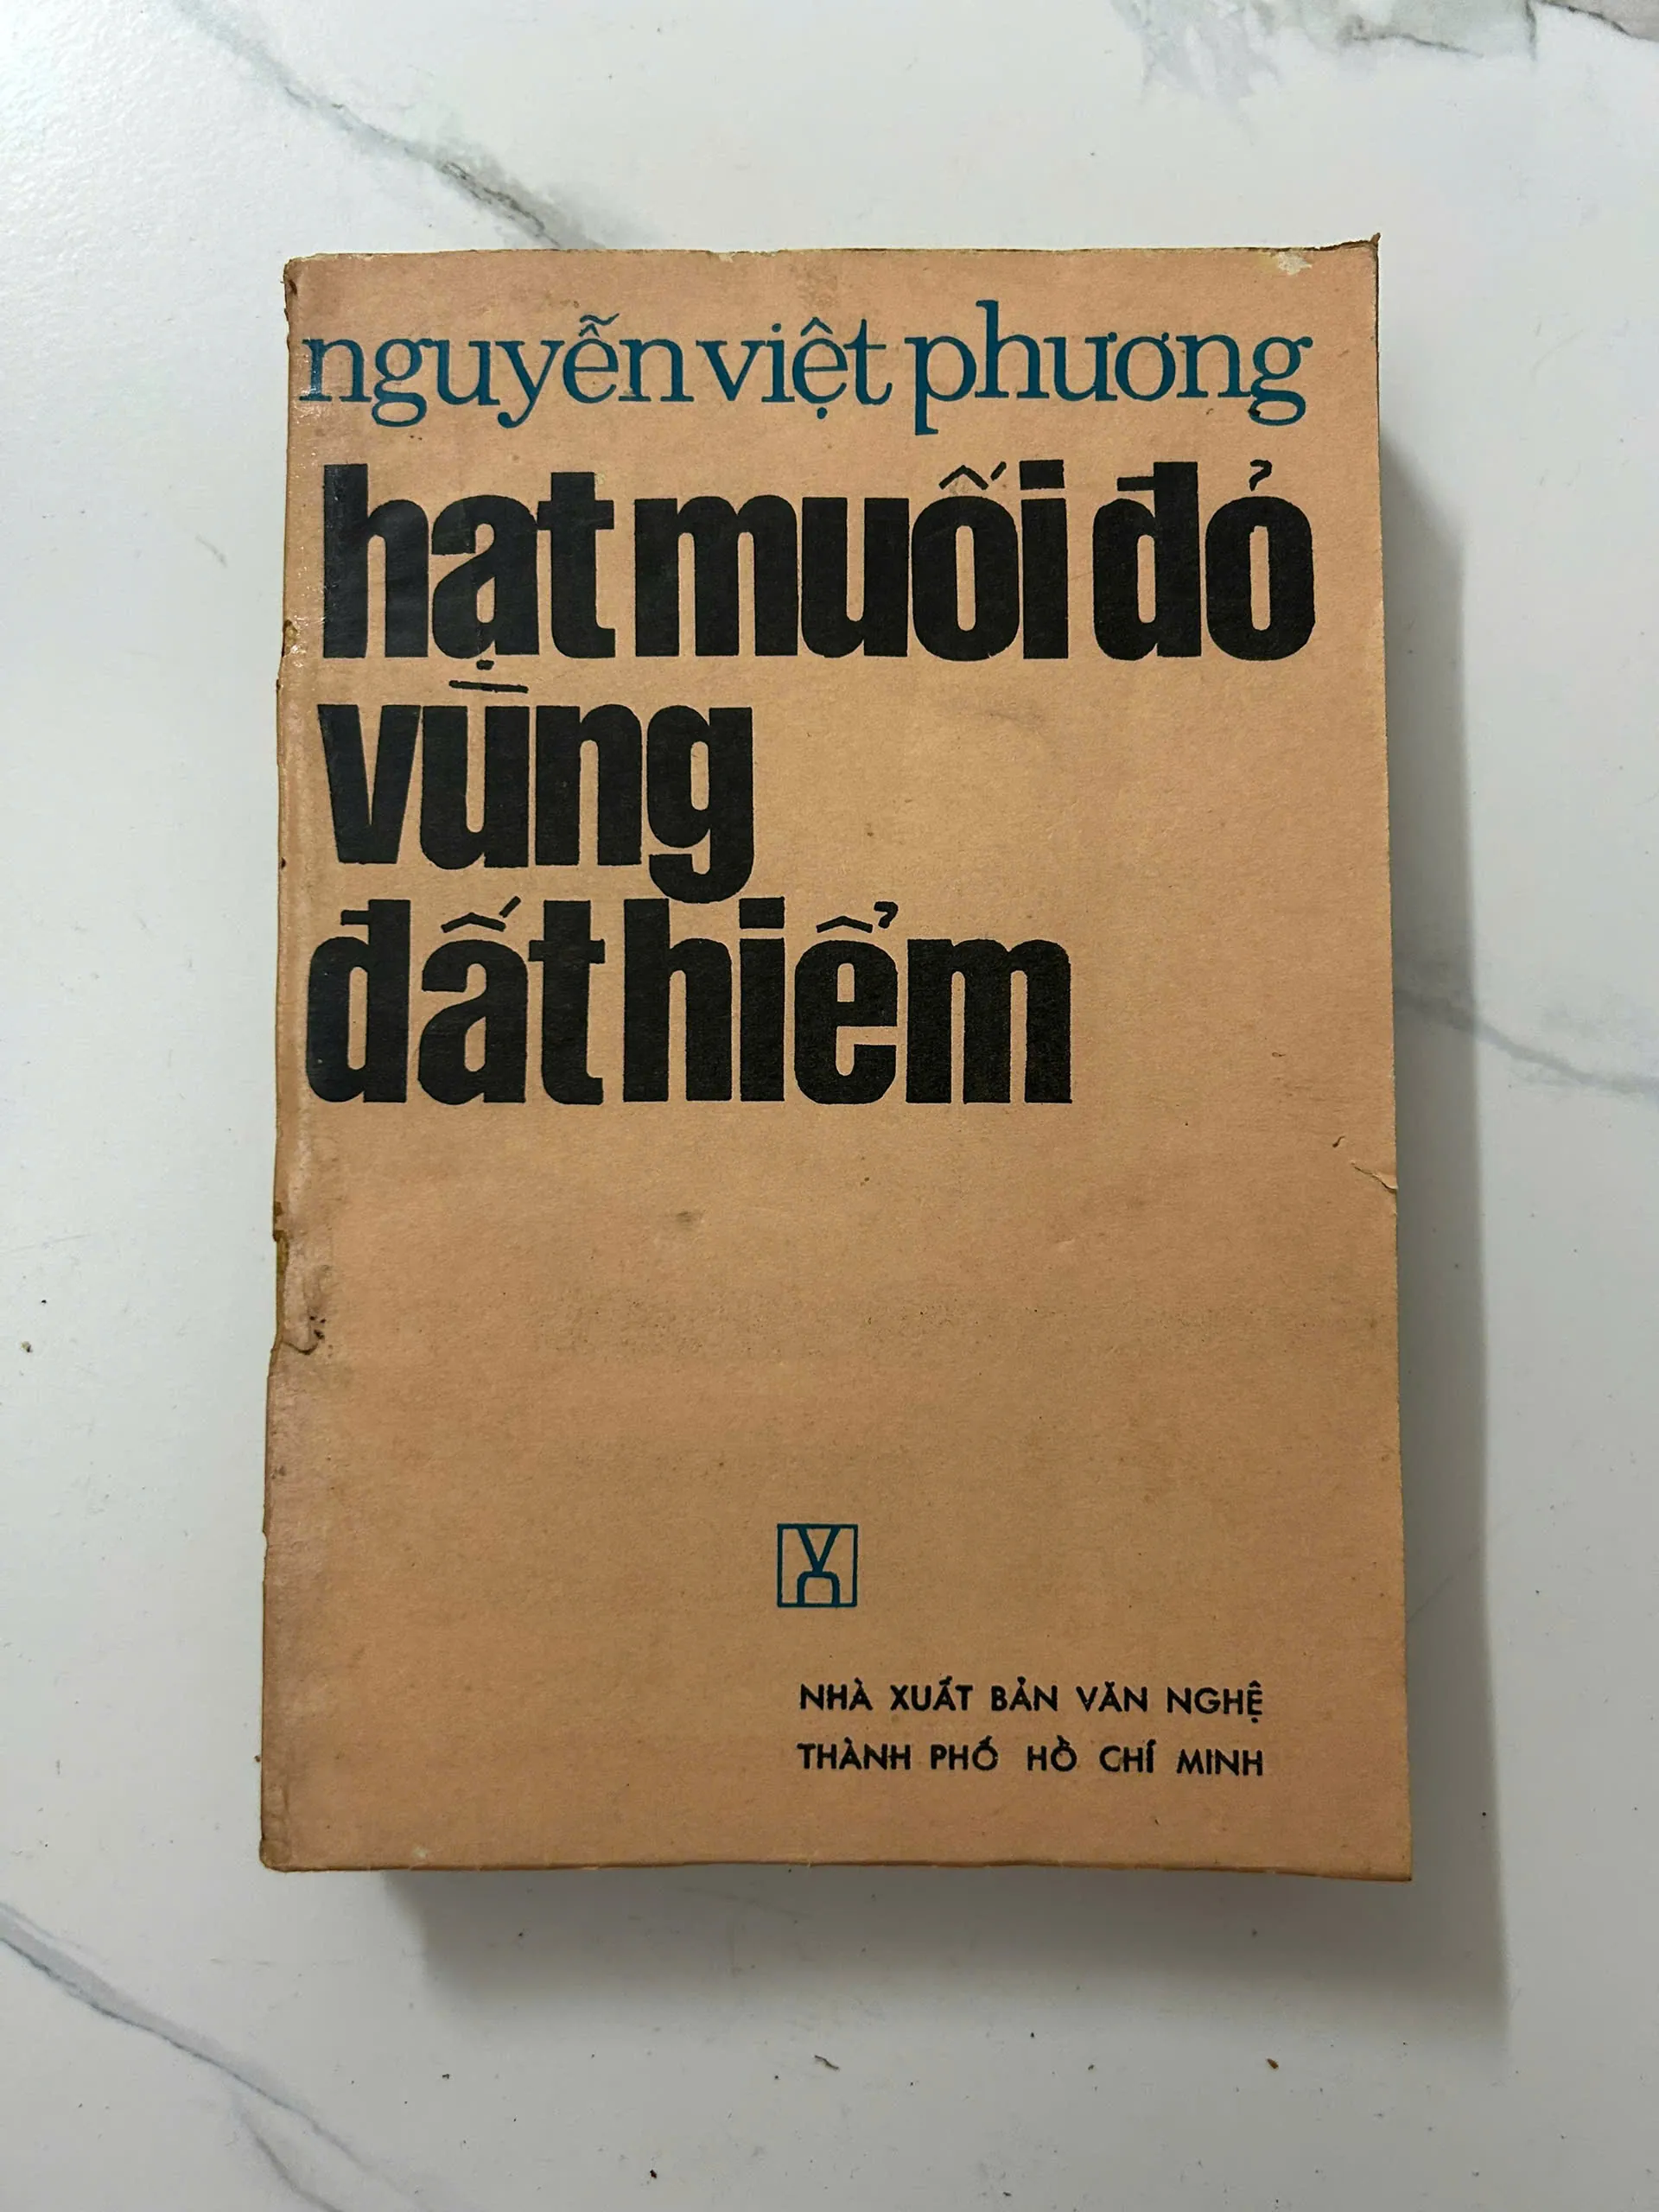 nguyễn việt phương
hạt muối đỏ
vùng
đất hiểm
NHÀ XUẤT BẢN VĂN NGHỆ
THÀNH PHỐ HỒ CHÍ MINH